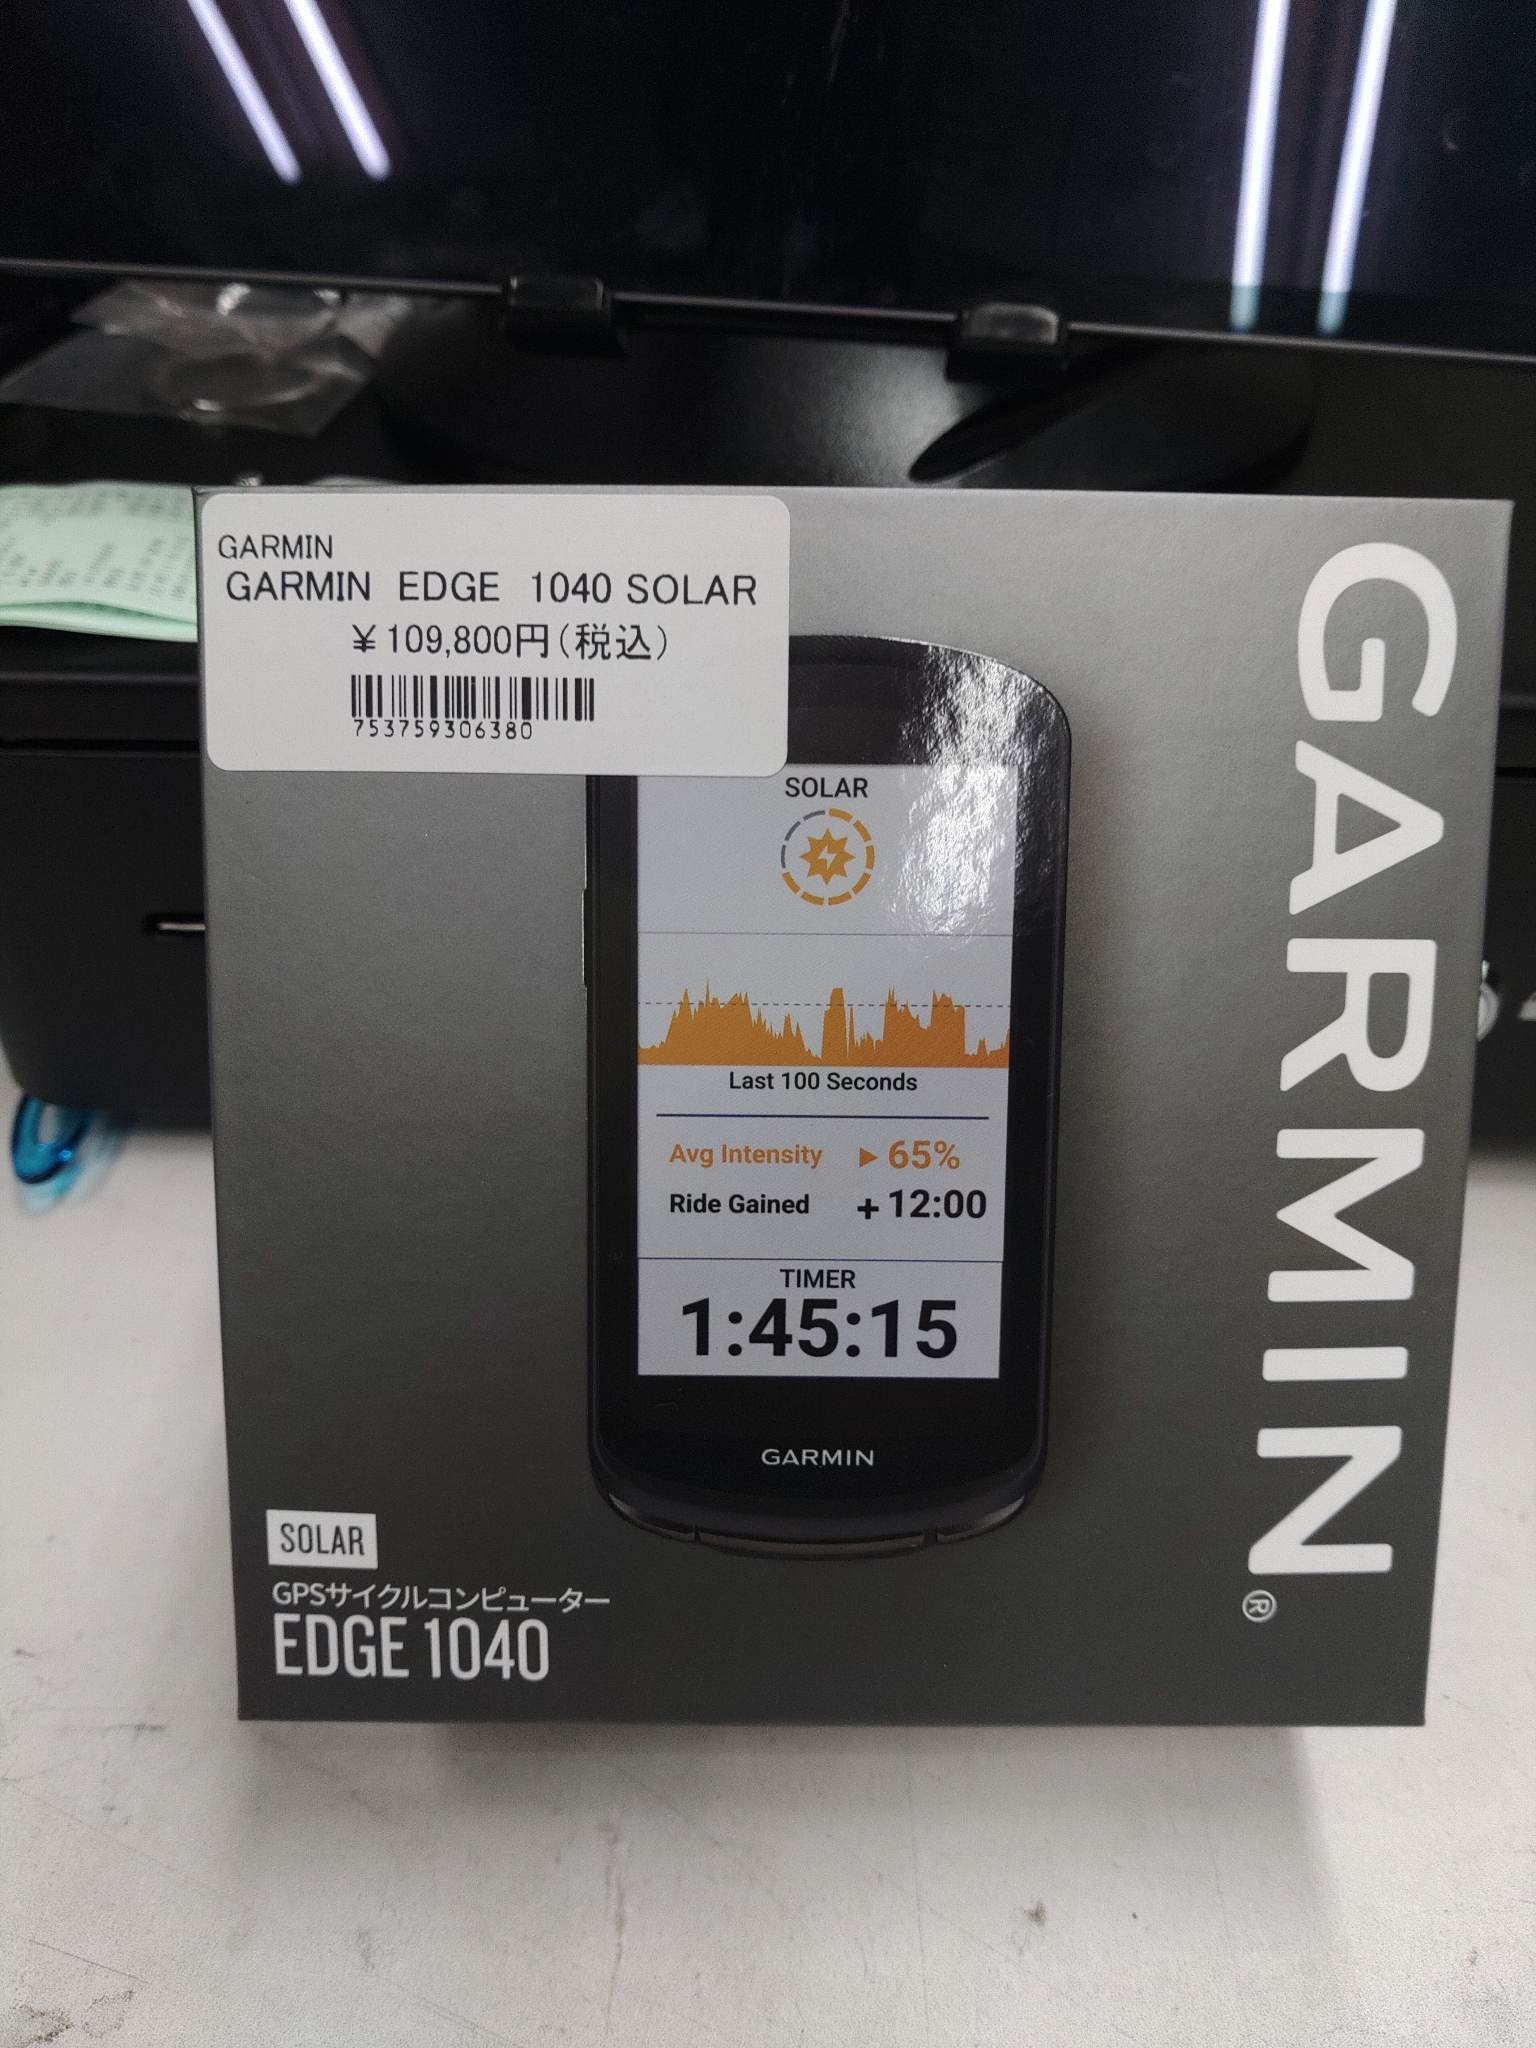 GARMIN
GARMIN EDGE 1040 SOLAR
￥109,800円(税込)
753759306380
SOLAR
Last 100 Seconds
Avg Intensity ▶ 65%
Ride Gained + 12:00
TIMER
1:45:15
GARMIN
GARMIN®
SOLAR
GPSサイクルコンピューター
EDGE 1040